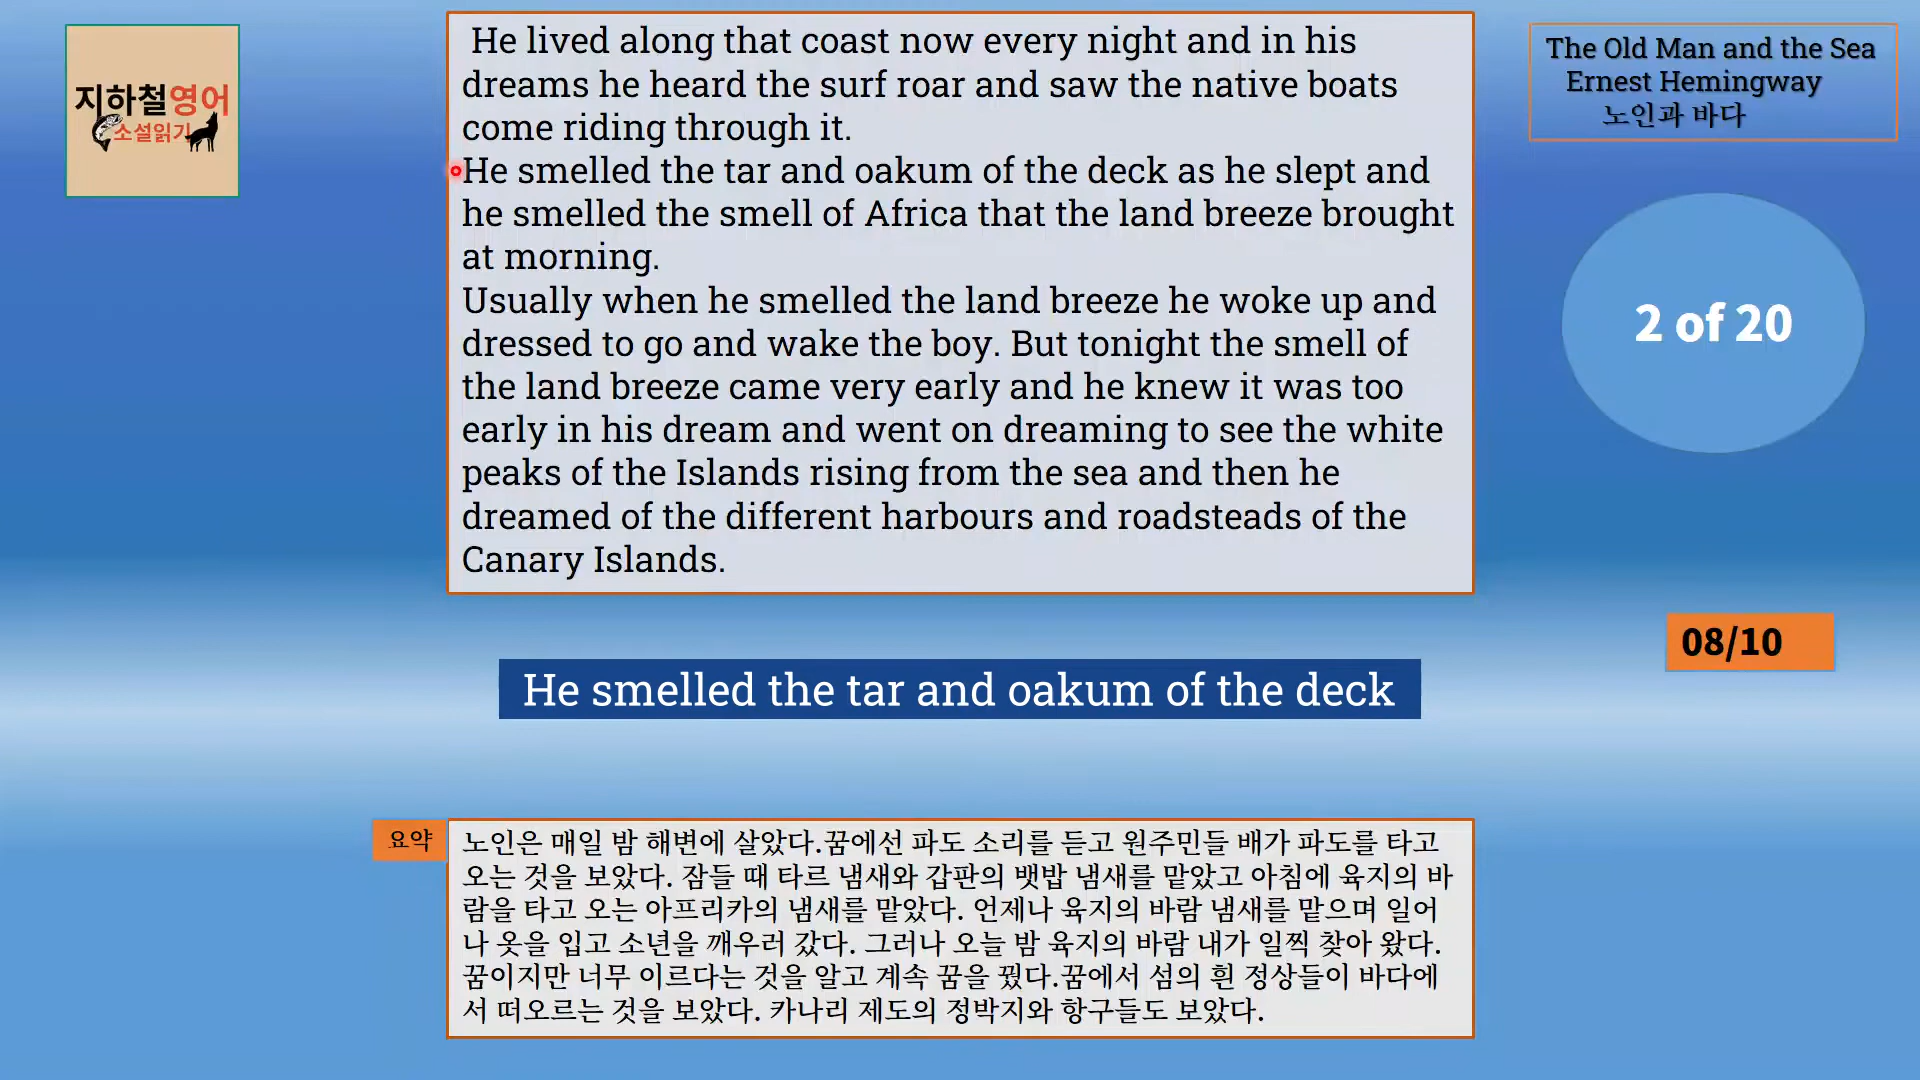 지하철영어
소설읽기
He lived along that coast now every night and in his
dreams he heard the surf roar and saw the native boats
come riding through it.
He smelled the tar and oakum of the deck as he slept and
he smelled the smell of Africa that the land breeze brought
at morning.
Usually when he smelled the land breeze he woke up and
dressed to go and wake the boy. But tonight the smell of
the land breeze came very early and he knew it was too
early in his dream and went on dreaming to see the white
peaks of the Islands rising from the sea and then he
dreamed of the different harbours and roadsteads of the
Canary Islands.
The Old Man and the Sea
Ernest Hemingway
노인과 바다
2 of 20
08/10
He smelled the tar and oakum of the deck
요약
노인은 매일 밤 해변에 살았다.꿈에선 파도 소리를 듣고 원주민들 배가 파도를 타고
오는 것을 보았다. 잠들 때 타르 냄새와 갑판의 뱃밥 냄새를 맡았고 아침에 육지의 바
람을 타고 오는 아프리카의 냄새를 맡았다. 언제나 육지의 바람 냄새를 맡으며 일어
나 옷을 입고 소년을 깨우러 갔다. 그러나 오늘 밤 육지의 바람 내가 일찍 찾아 왔다.
꿈이지만 너무 이르다는 것을 알고 계속 꿈을 꿨다.꿈에서 섬의 흰 정상들이 바다에
서 떠오르는 것을 보았다. 카나리 제도의 정박지와 항구들도 보았다.